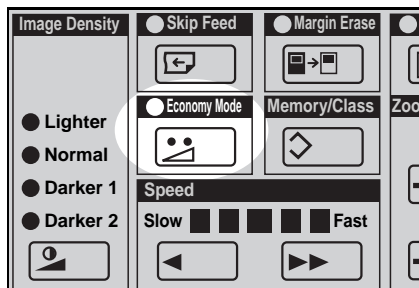 Image Density
Skip Feed
Margin Erase
Economy Mode
Memory/Class
Zoo
Lighter
Normal
Darker 1
Darker 2
Speed
Slow
Fast